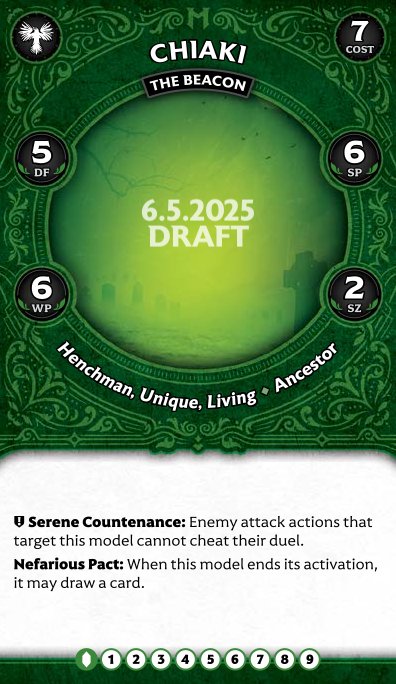 7
COST
CHIAKI
THE BEACON
5
DF
6
SP
6.5.2025
DRAFT
6
WP
2
SZ
Henchman, Unique, Living ♦ Ancestor
Serene Countenance: Enemy attack actions that
target this model cannot cheat their duel.
Nefarious Pact: When this model ends its activation,
it may draw a card.
1 2 3 4 5 6 7 8 9